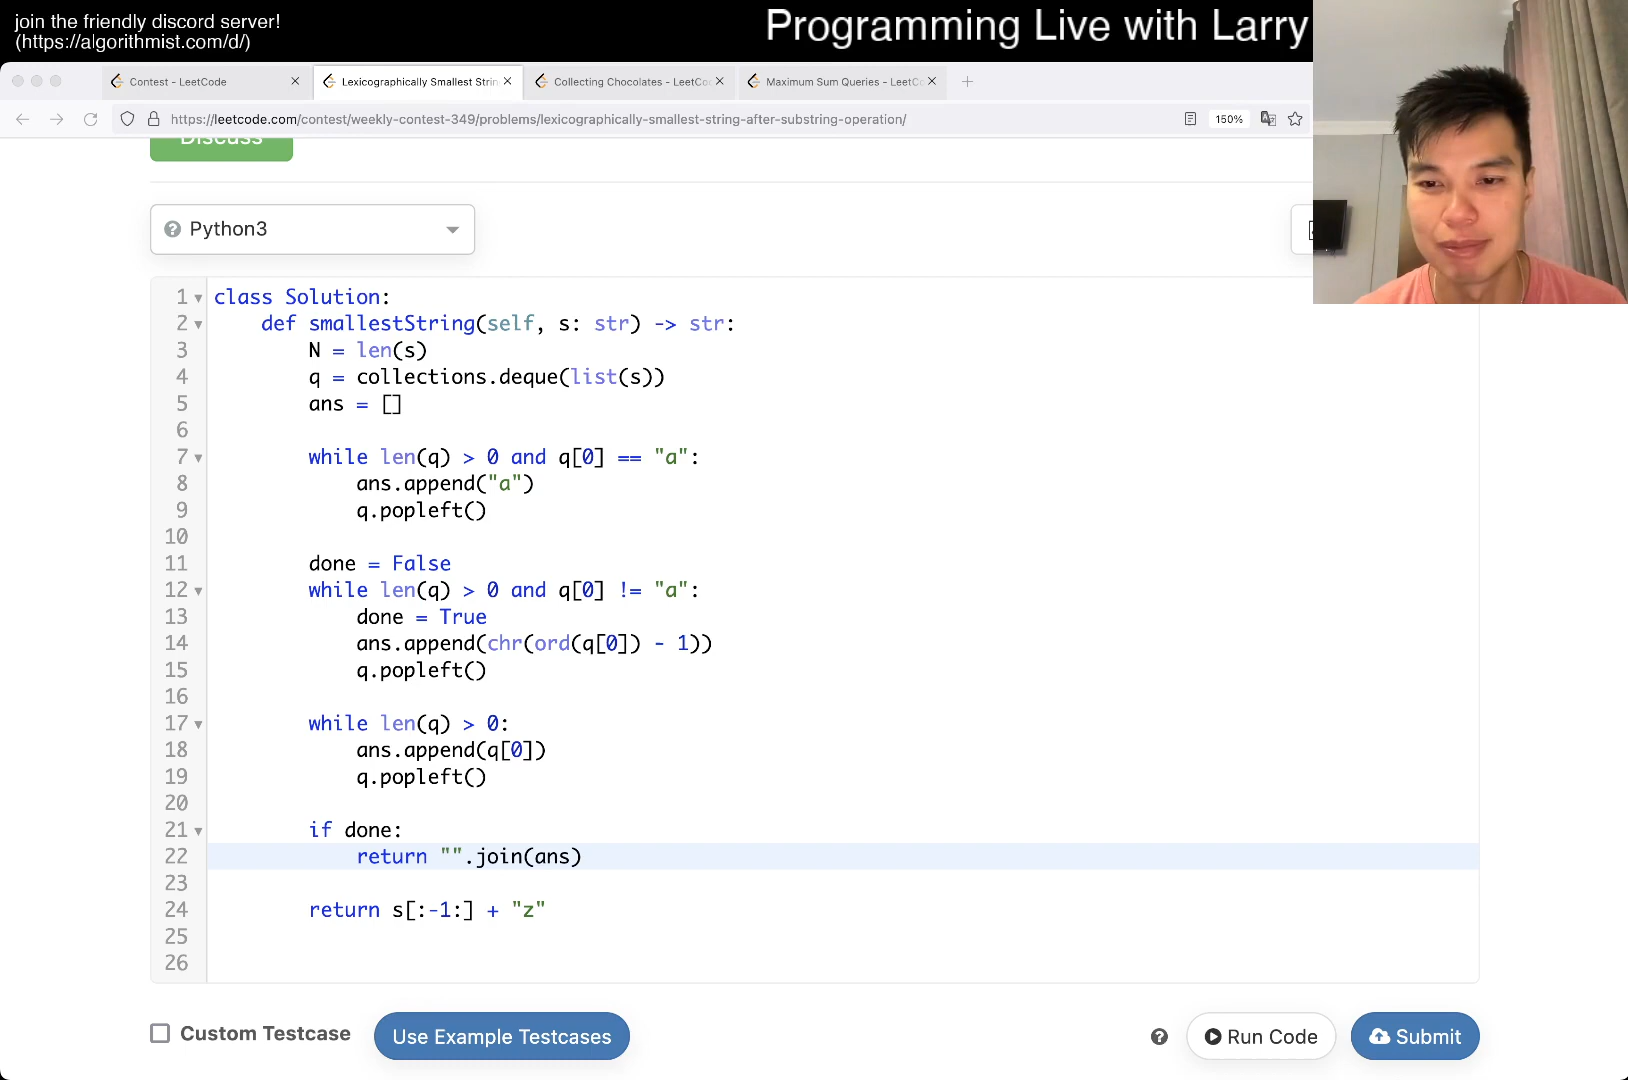 join the friendly discord server!
(https://algorithmist.com/d/)
Programming Live with Larry
Contest - LeetCode
Lexicographically Smallest Strin
Collecting Chocolates - LeetCo
Maximum Sum Queries - LeetC
https://leetcode.com/contest/weekly-contest-349/problems/lexicographically-smallest-string-after-substring-operation/
150%
Discuss
Python3
1 class Solution:
2     def smallestString(self, s: str) -> str:
3         N = len(s)
4         q = collections.deque(list(s))
5         ans = []
6
7         while len(q) > 0 and q[0] == "a":
8             ans.append("a")
9             q.popleft()
10
11         done = False
12         while len(q) > 0 and q[0] != "a":
13             done = True
14             ans.append(chr(ord(q[0]) - 1))
15             q.popleft()
16
17         while len(q) > 0:
18             ans.append(q[0])
19             q.popleft()
20
21         if done:
22             return "".join(ans)
23
24         return s[:-1:] + "z"
25
26
Custom Testcase
Use Example Testcases
Run Code
Submit